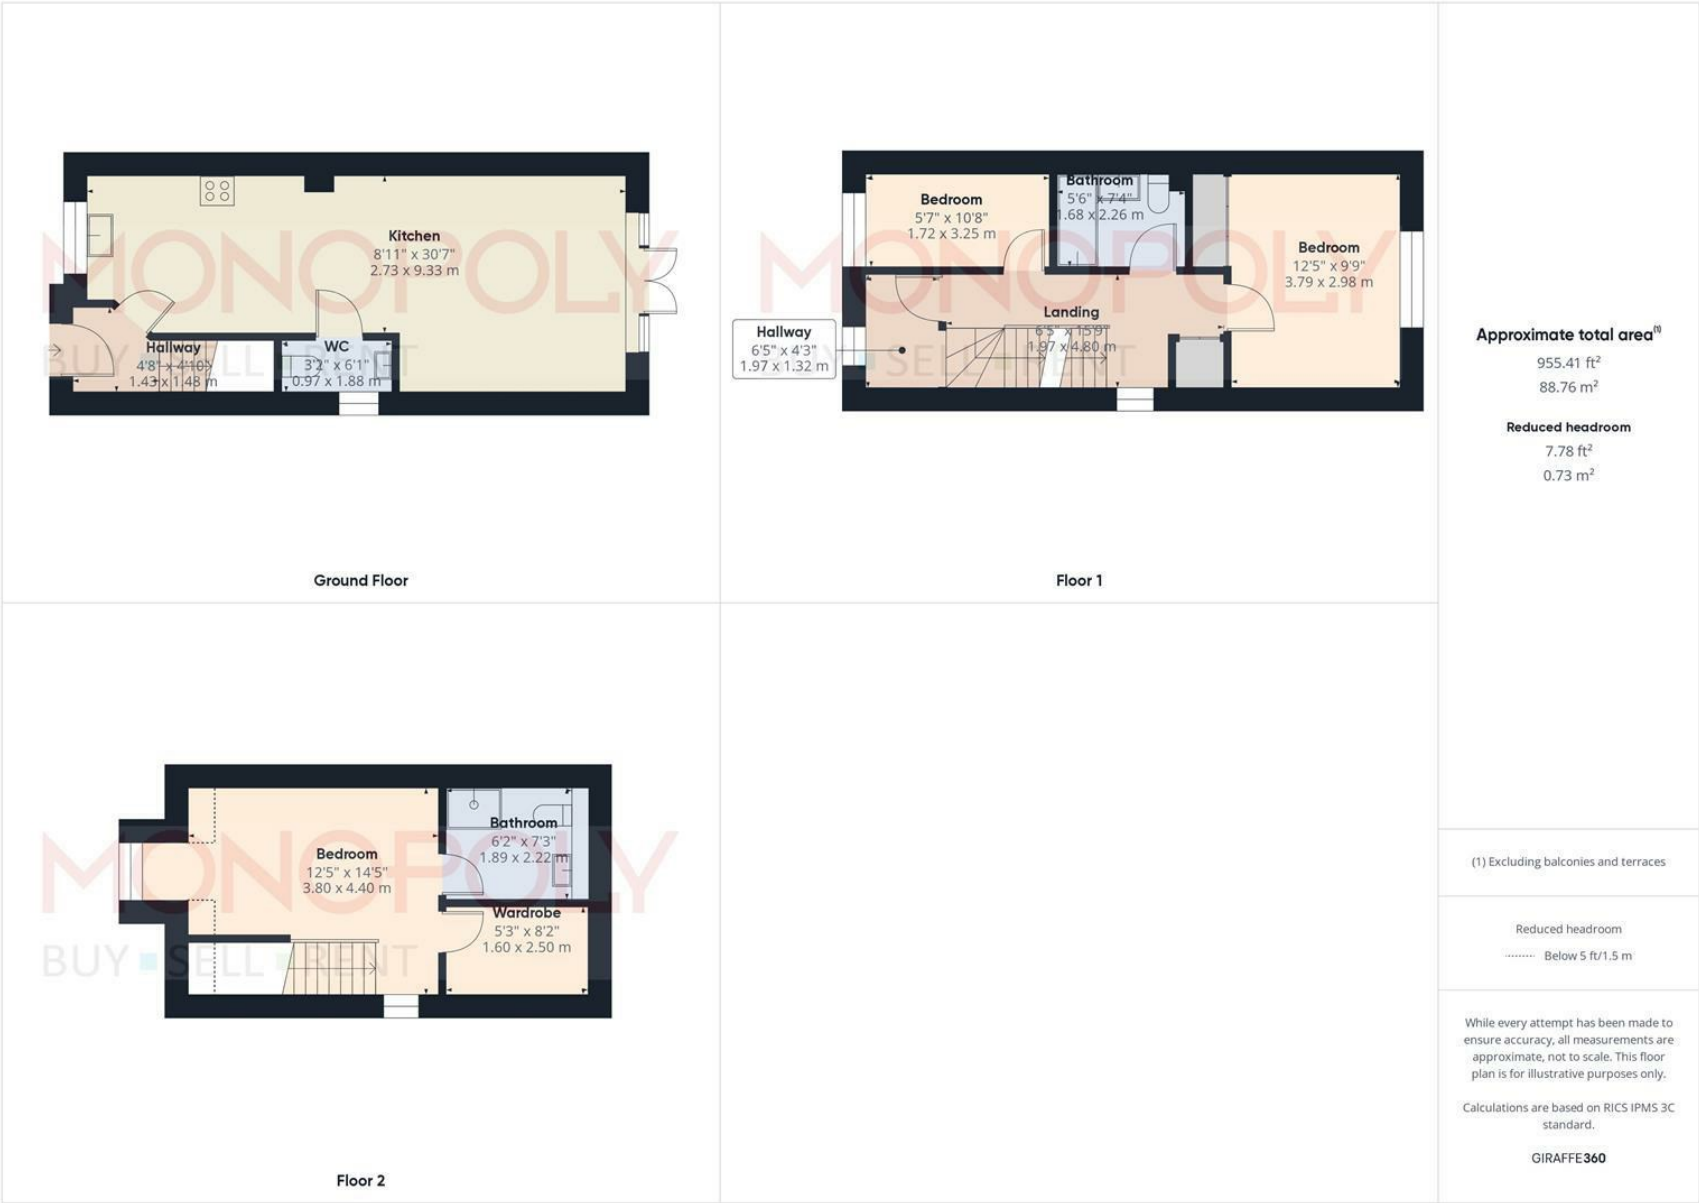 MONOPOLY
BUY SELL RENT
Kitchen
8'11" x 30'7"
2.73 x 9.33 m
Hallway
4'8" x 4'10"
1.43 x 1.48 m
WC
3'2" x 6'1"
0.97 x 1.88 m
Ground Floor
MONOPOLY
BUY SELL RENT
Bedroom
5'7" x 10'8"
1.72 x 3.25 m
Bathroom
5'6" x 7'4"
1.68 x 2.26 m
Bedroom
12'5" x 9'9"
3.79 x 2.98 m
Landing
6'5" x 15'9"
1.97 x 4.80 m
Hallway
6'5" x 4'3"
1.97 x 1.32 m
Floor 1
MONOPOLY
BUY SELL RENT
Bedroom
12'5" x 14'5"
3.80 x 4.40 m
Bathroom
6'2" x 7'3"
1.89 x 2.22 m
Wardrobe
5'3" x 8'2"
1.60 x 2.50 m
Floor 2
Approximate total area(1)
955.41 ft²
88.76 m²
Reduced headroom
7.78 ft²
0.73 m²
(1) Excluding balconies and terraces
Reduced headroom
Below 5 ft/1.5 m
While every attempt has been made to
ensure accuracy, all measurements are
approximate, not to scale. This floor
plan is for illustrative purposes only.
Calculations are based on RICS IPMS 3C
standard.
GIRAFFE360